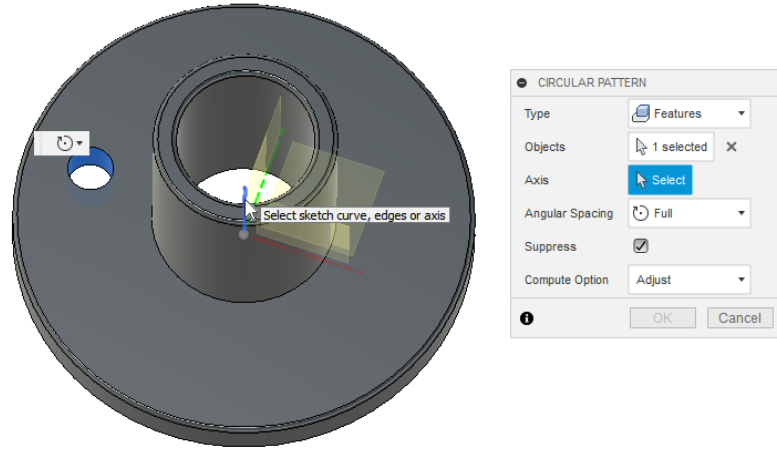 CIRCULAR PATTERN
Type Features
Objects 1 selected
Axis Select
Select sketch curve, edges or axis
Angular Spacing Full
Suppress
Compute Option Adjust
OK Cancel